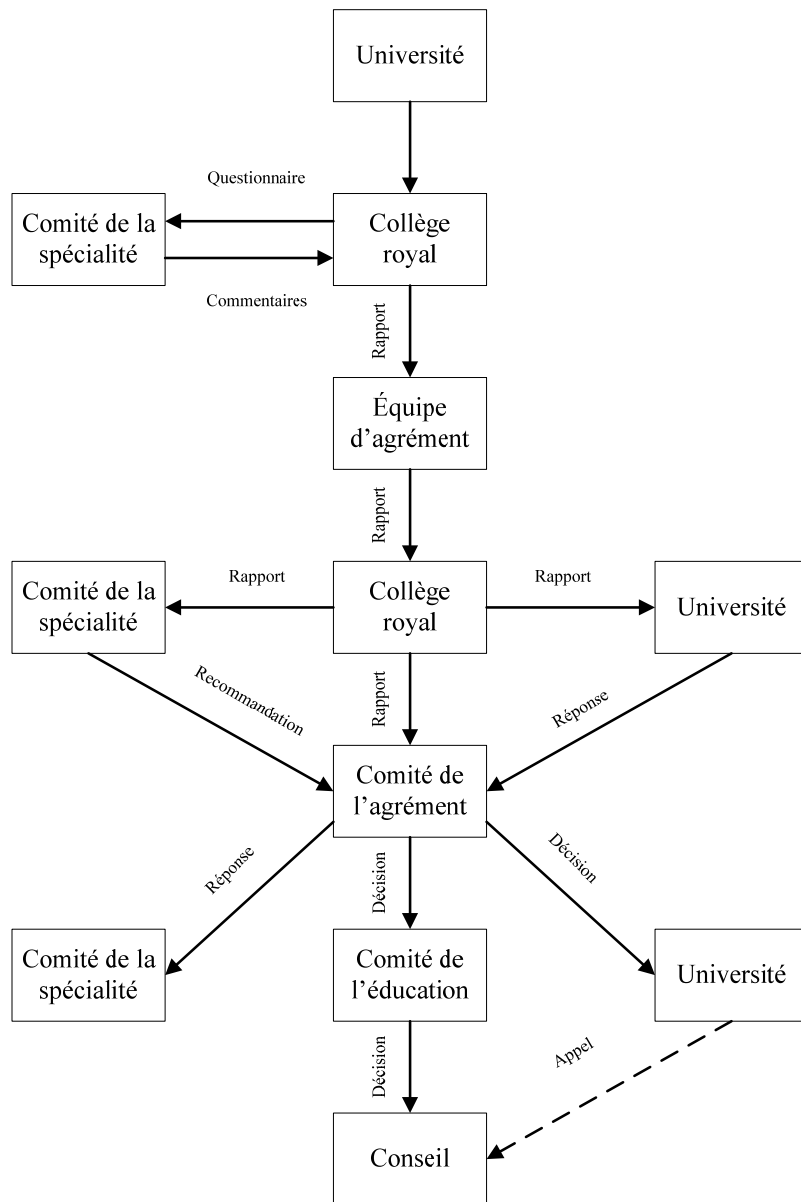 Université
Questionnaire
Comité de la
spécialité
Collège
royal
Commentaires
Rapport
Équipe
d’agrément
Rapport
Comité de la
spécialité
Rapport
Collège
royal
Rapport
Université
Recommandation
Rapport
Réponse
Comité de
l’agrément
Réponse
Décision
Décision
Comité de la
spécialité
Comité de
l’éducation
Université
Décision
Appel
Conseil